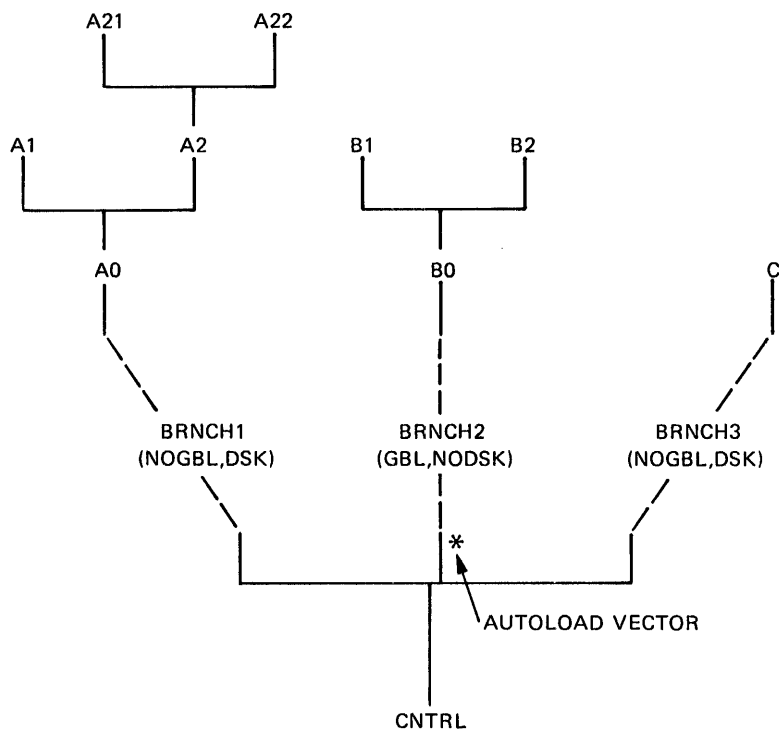 A21 A22
A1 A2 B1 B2
A0 B0 C
BRNCH1 BRNCH2 BRNCH3
(NOGBL,DSK) (GBL,NODSK) (NOGBL,DSK)
*
AUTOLOAD VECTOR
CNTRL